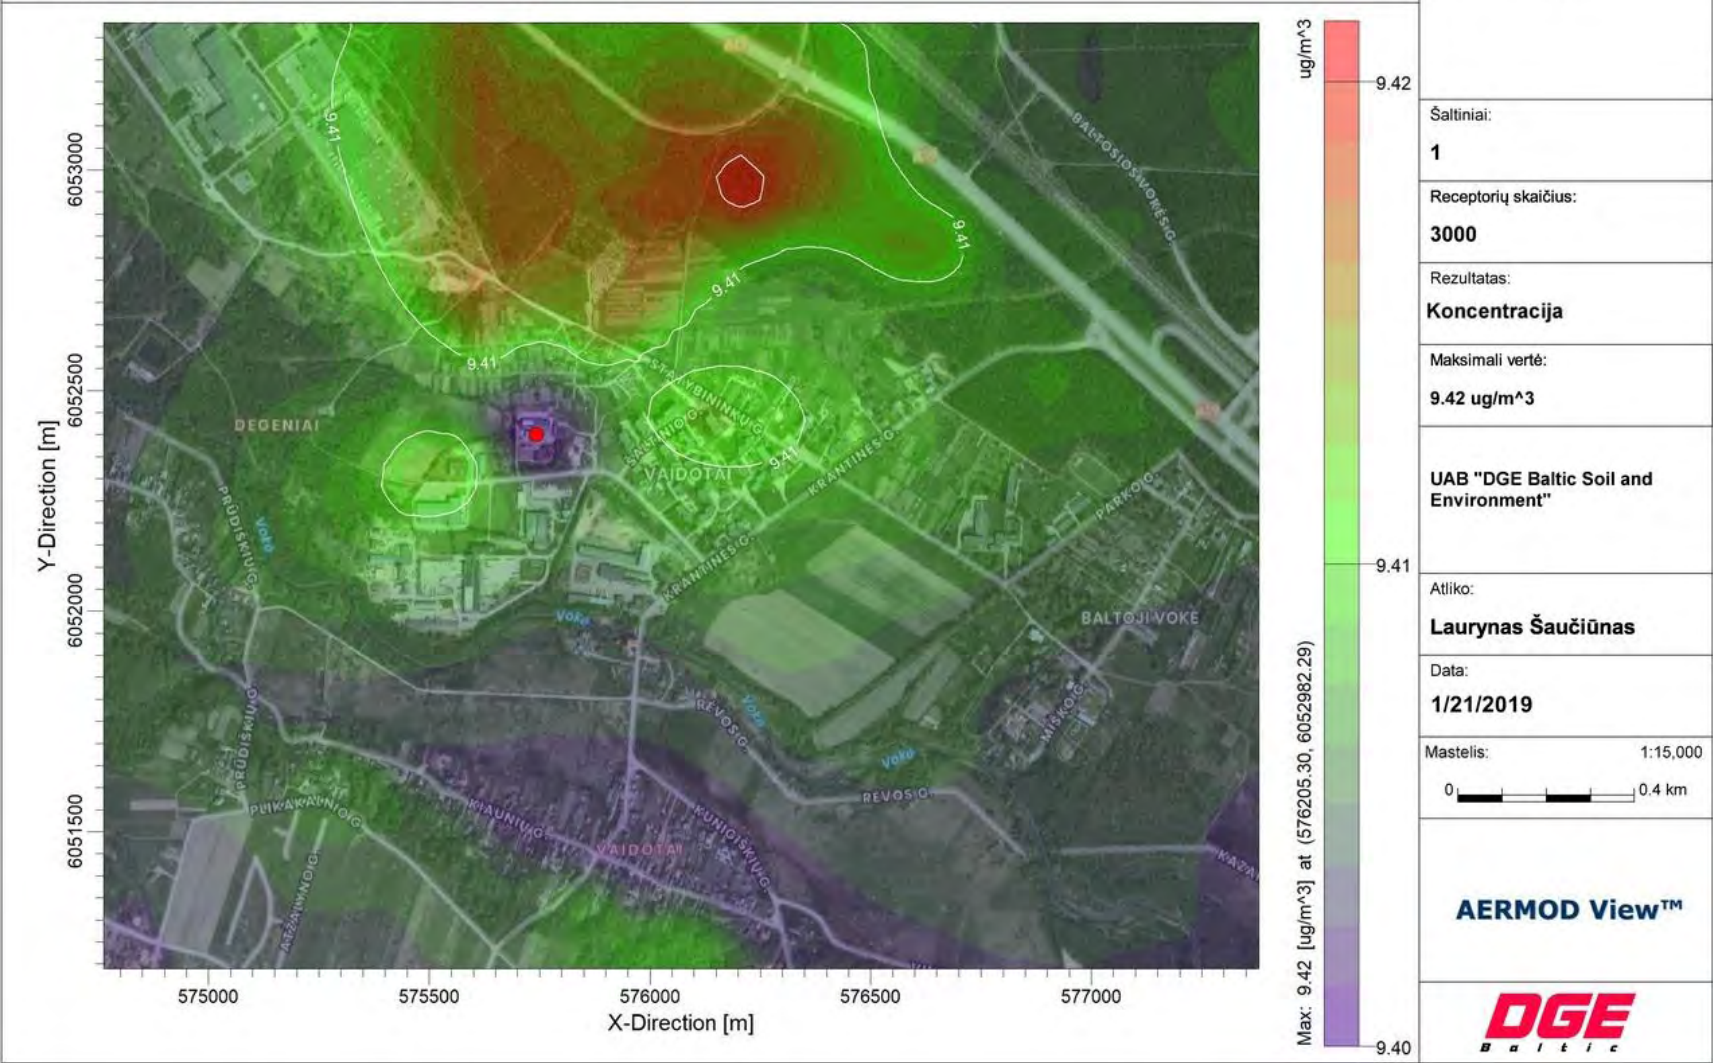 ug/m^3
9.42
9.41
9.40
Max: 9.42 [ug/m^3] at (576205.30, 6052982.29)
Y-Direction [m]
6053000
6052500
6052000
6051500
575000
575500
576000
576500
577000
X-Direction [m]
9.41
9.41
9.41
9.41
9.41
BALTOSIOS VOKĖS G.
STATYBININKŲ G.
ŠALTINIO G.
DEGENIAI
VAIDOTAI
KRANTINĖS G.
KRANTINĖS G.
PARKO G.
PRŪDIŠKIŲ G.
Vokė
Vokė
BALTOJI VOKĖ
PRŪDIŠKIŲ G.
RĖVOS G.
Vokė
MIŠKO G.
Vokė
RĖVOS G.
PLIKAKALNIO G.
KIAUNIŲ G.
KUNIGIŠKIŲ G.
VAIDOTAI
ATŽALYNO G.
Šaltiniai:
1
Receptorių skaičius:
3000
Rezultatas:
Koncentracija
Maksimali vertė:
9.42 ug/m^3
UAB "DGE Baltic Soil and
Environment"
Atliko:
Laurynas Šaučiūnas
Data:
1/21/2019
Mastelis: 1:15,000
0 0.4 km
AERMOD View™
DGE
Baltic